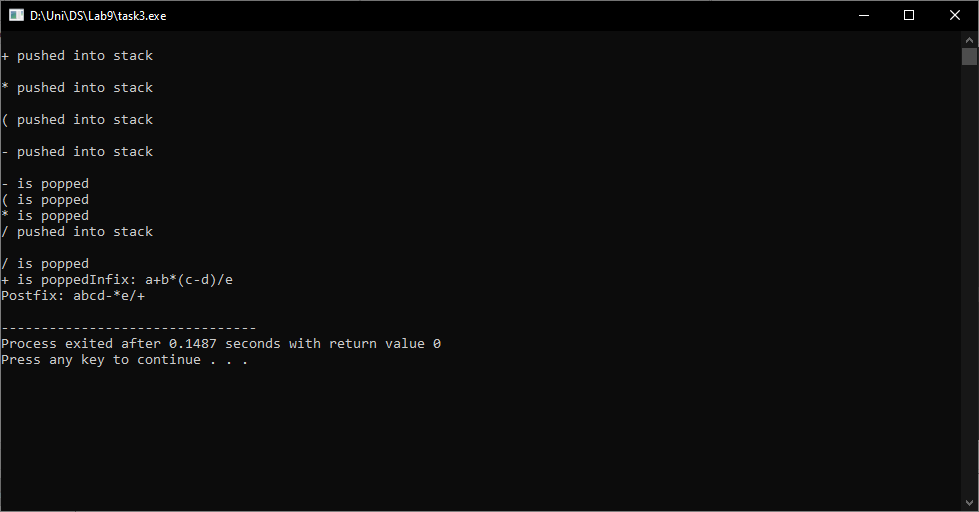 D:\Uni\DS\Lab9\task3.exe
+ pushed into stack
* pushed into stack
( pushed into stack
- pushed into stack
- is popped
( is popped
* is popped
/ pushed into stack
/ is popped
+ is poppedInfix: a+b*(c-d)/e
Postfix: abcd-*e/+
--------------------------------
Process exited after 0.1487 seconds with return value 0
Press any key to continue . . .